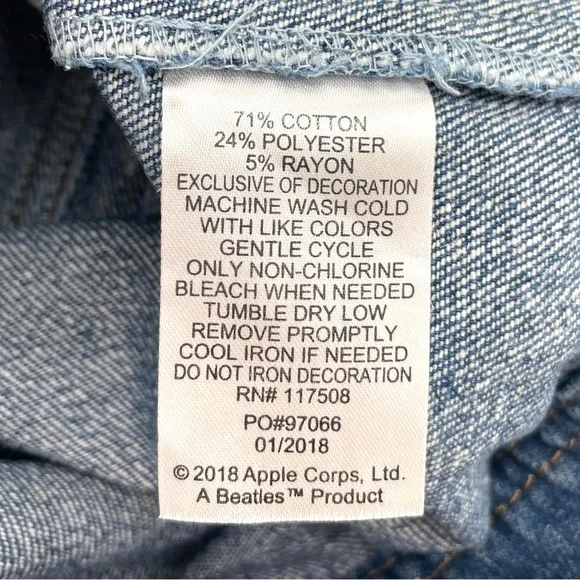 71% COTTON
24% POLYESTER
5% RAYON
EXCLUSIVE OF DECORATION
MACHINE WASH COLD
WITH LIKE COLORS
GENTLE CYCLE
ONLY NON-CHLORINE
BLEACH WHEN NEEDED
TUMBLE DRY LOW
REMOVE PROMPTLY
COOL IRON IF NEEDED
DO NOT IRON DECORATION
RN# 117508
PO#97066
01/2018
© 2018 Apple Corps, Ltd.
A Beatles™ Product